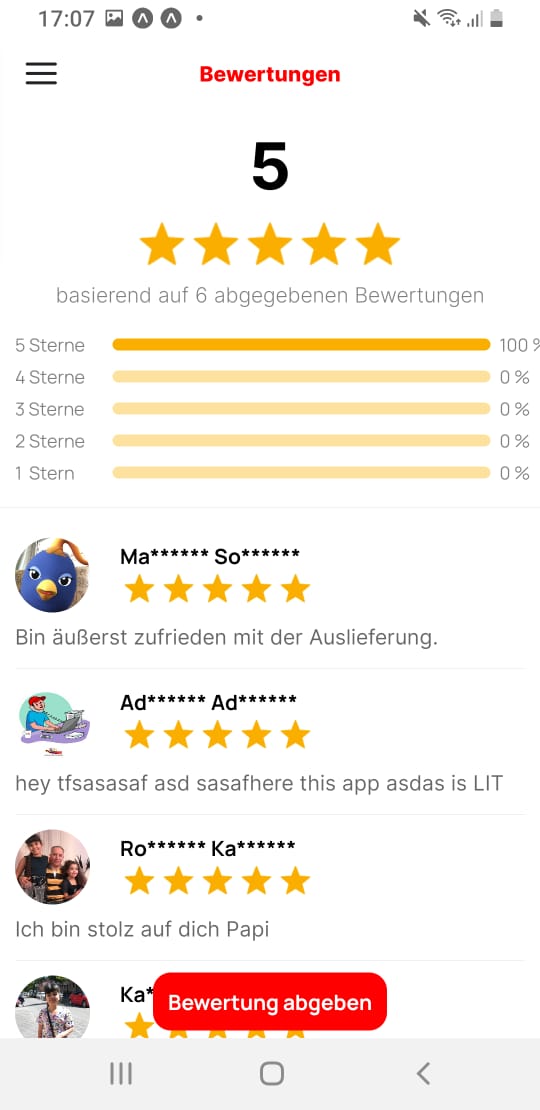 17:07
Bewertungen
5
basierend auf 6 abgegebenen Bewertungen
5 Sterne 100 %
4 Sterne 0 %
3 Sterne 0 %
2 Sterne 0 %
1 Stern 0 %
Ma****** So******
Bin äußerst zufrieden mit der Auslieferung.
Ad****** Ad******
hey tfsasasaf asd sasafhere this app asdas is LIT
Ro****** Ka******
Ich bin stolz auf dich Papi
Ka*
Bewertung abgeben